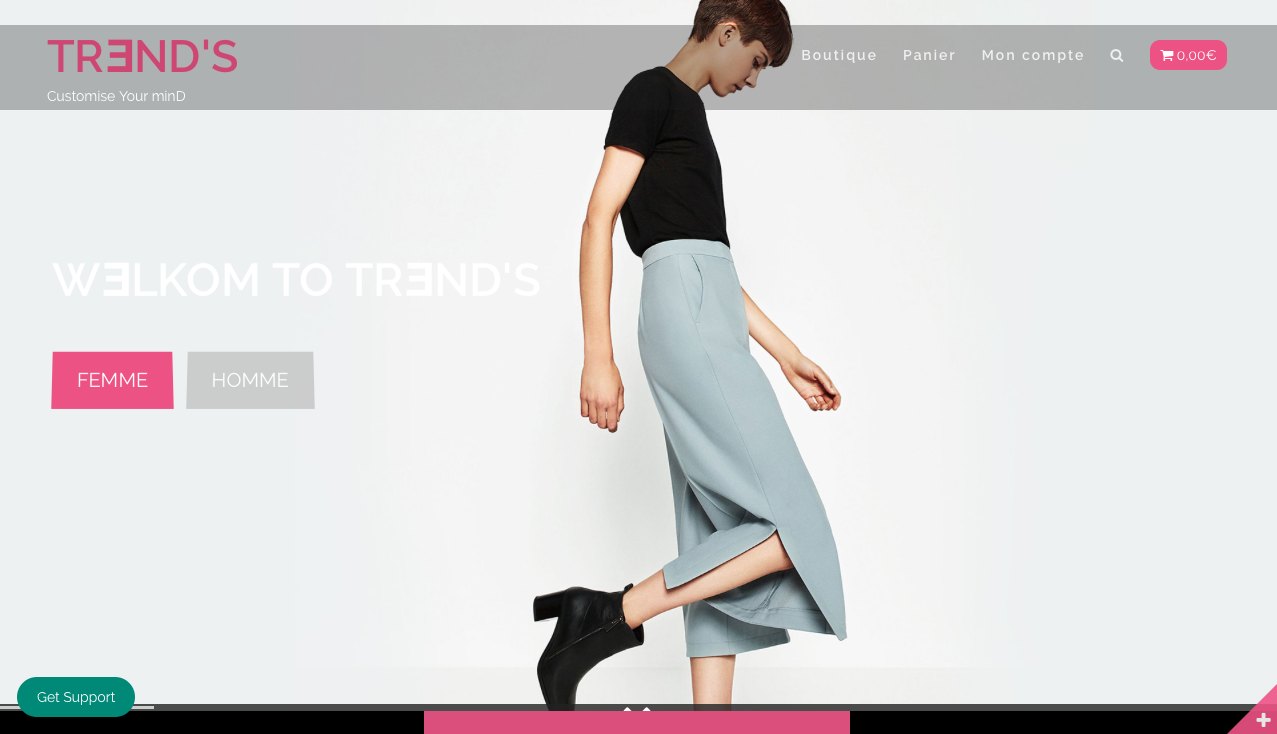 TRƎND'S
Customise Your minD
Boutique Panier Mon compte 0,00€
WƎLKOM TO TRƎND'S
FEMME HOMME
Get Support